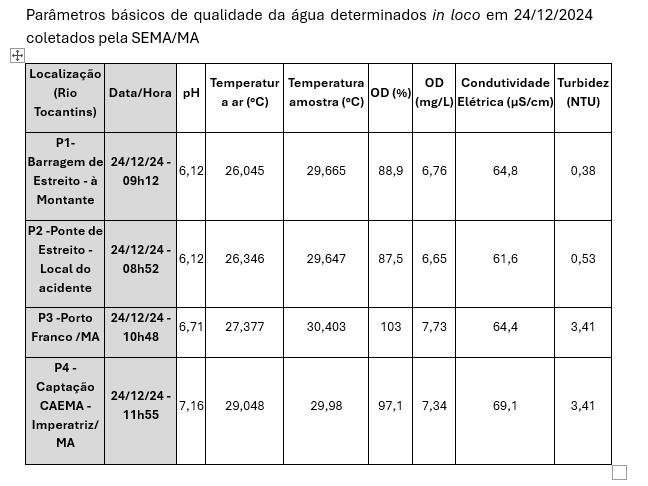 Parâmetros básicos de qualidade da água determinados in loco em 24/12/2024
coletados pela SEMA/MA
Localização (Rio Tocantins) Data/Hora pH Temperatur a ar (ºC) Temperatura amostra (ºC) OD (%) OD (mg/L) Condutividade Elétrica (µS/cm) Turbidez (NTU)
P1- Barragem de Estreito - à Montante 24/12/24 - 09h12 6,12 26,045 29,665 88,9 6,76 64,8 0,38
P2 -Ponte de Estreito - Local do acidente 24/12/24 - 08h52 6,12 26,346 29,647 87,5 6,65 61,6 0,53
P3 -Porto Franco /MA 24/12/24 - 10h48 6,71 27,377 30,403 103 7,73 64,4 3,41
P4 - Captação CAEMA - Imperatriz/ MA 24/12/24 - 11h55 7,16 29,048 29,98 97,1 7,34 69,1 3,41